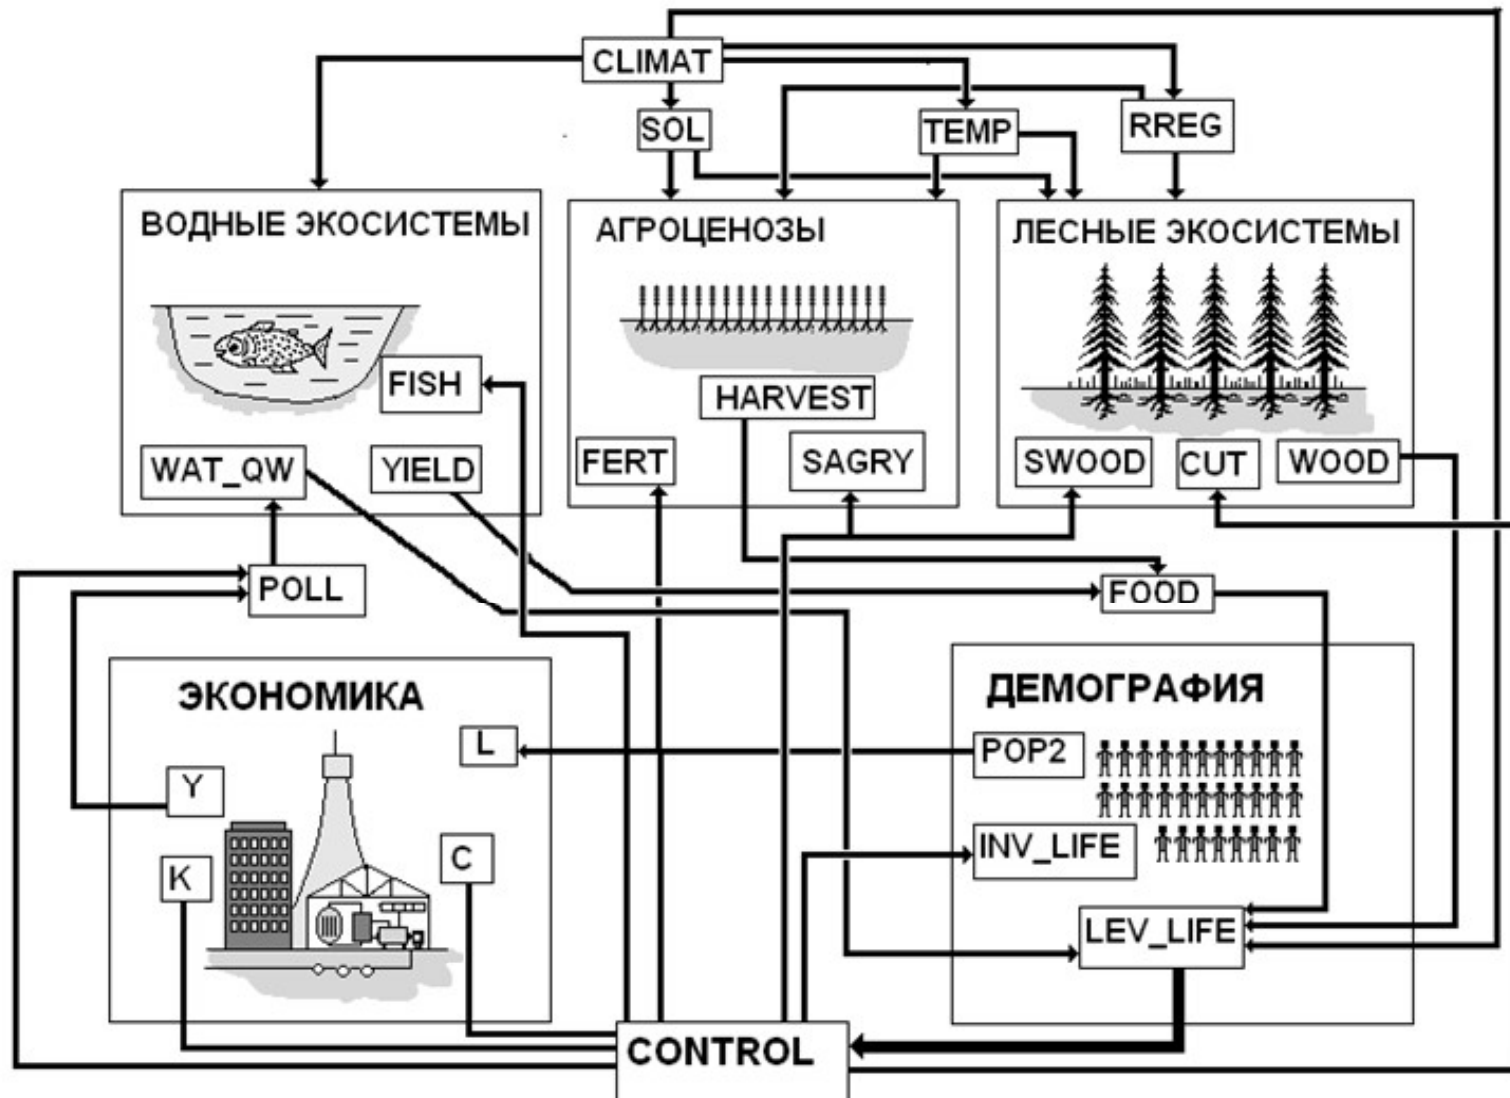 CLIMAT
SOL
TEMP
RREG
ВОДНЫЕ ЭКОСИСТЕМЫ
АГРОЦЕНОЗЫ
ЛЕСНЫЕ ЭКОСИСТЕМЫ
FISH
HARVEST
WAT_QW
YIELD
FERT
SAGRY
SWOOD
CUT
WOOD
POLL
FOOD
ЭКОНОМИКА
ДЕМОГРАФИЯ
L
POP2
Y
INV_LIFE
K
C
LEV_LIFE
CONTROL